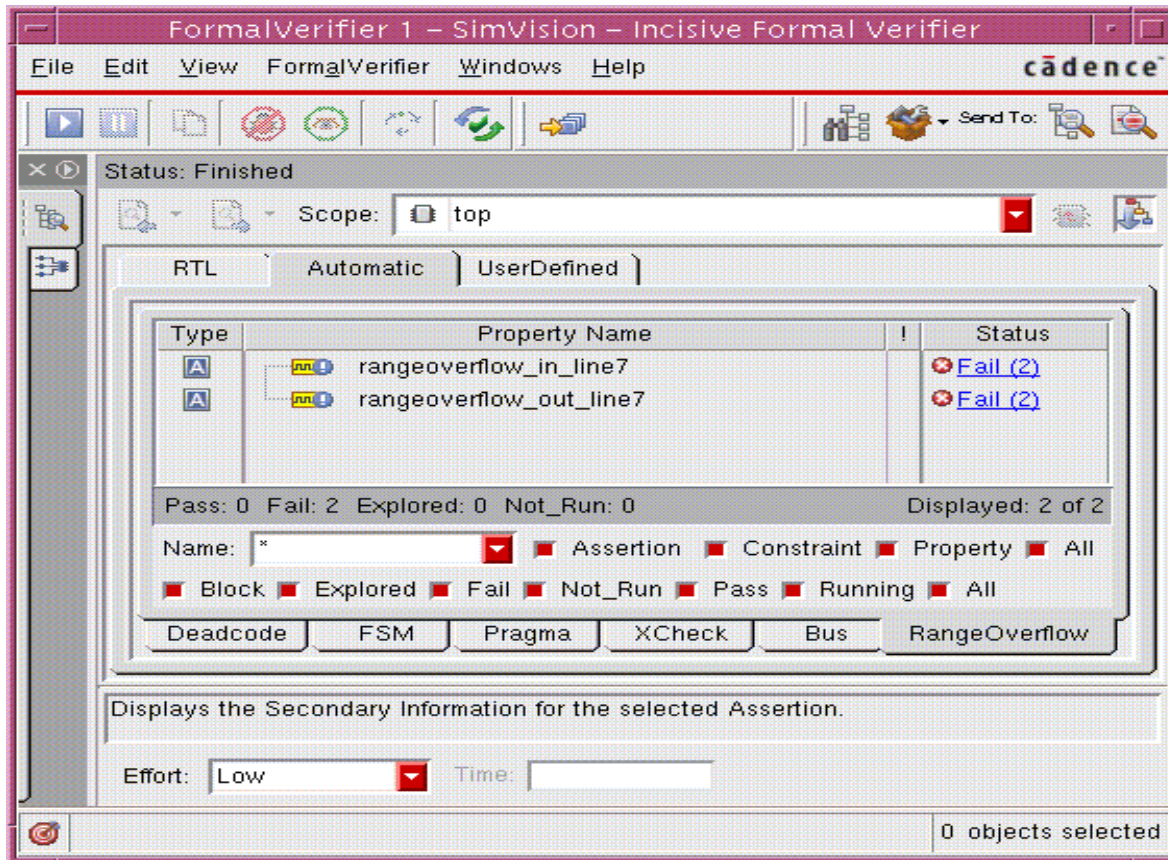 FormalVerifier 1 – SimVision – Incisive Formal Verifier
File Edit View FormalVerifier Windows Help cādence™
Send To:
Status: Finished
Scope: top
RTL Automatic UserDefined
Type Property Name ! Status
A rangeoverflow_in_line7 Fail (2)
A rangeoverflow_out_line7 Fail (2)
Pass: 0 Fail: 2 Explored: 0 Not_Run: 0 Displayed: 2 of 2
Name: * Assertion Constraint Property All
Block Explored Fail Not_Run Pass Running All
Deadcode FSM Pragma XCheck Bus RangeOverflow
Displays the Secondary Information for the selected Assertion.
Effort: Low Time:
0 objects selected